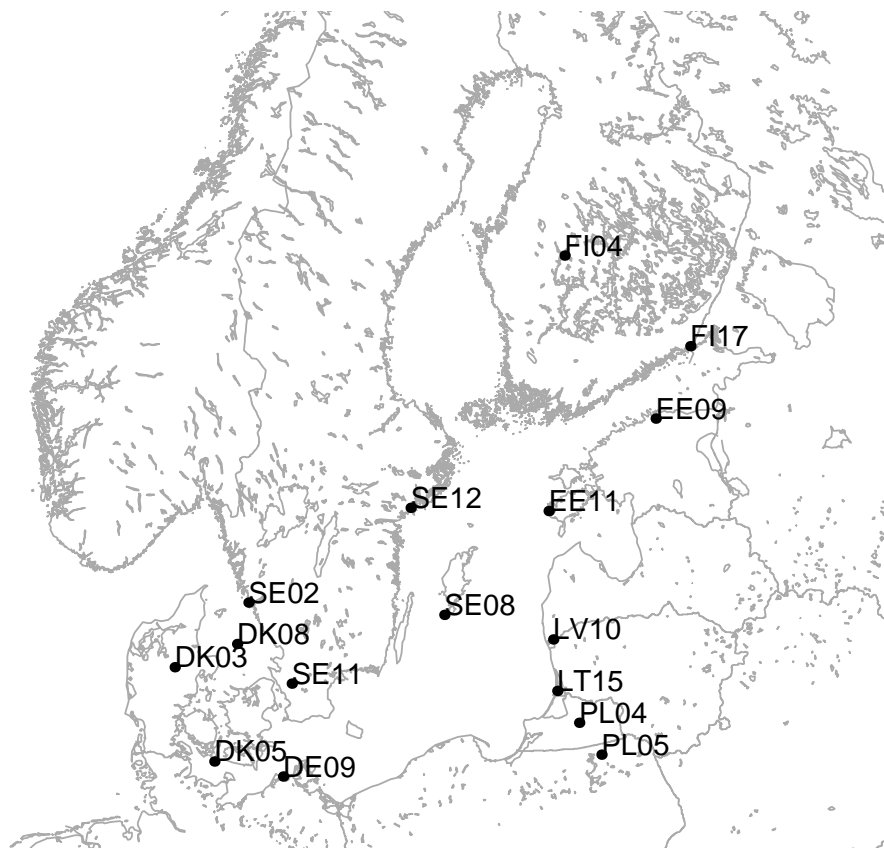 FI04
FI17
EE09
SE12
EE11
SE02
SE08
DK08
LV10
DK03
SE11
LT15
PL04
DK05
PL05
DE09